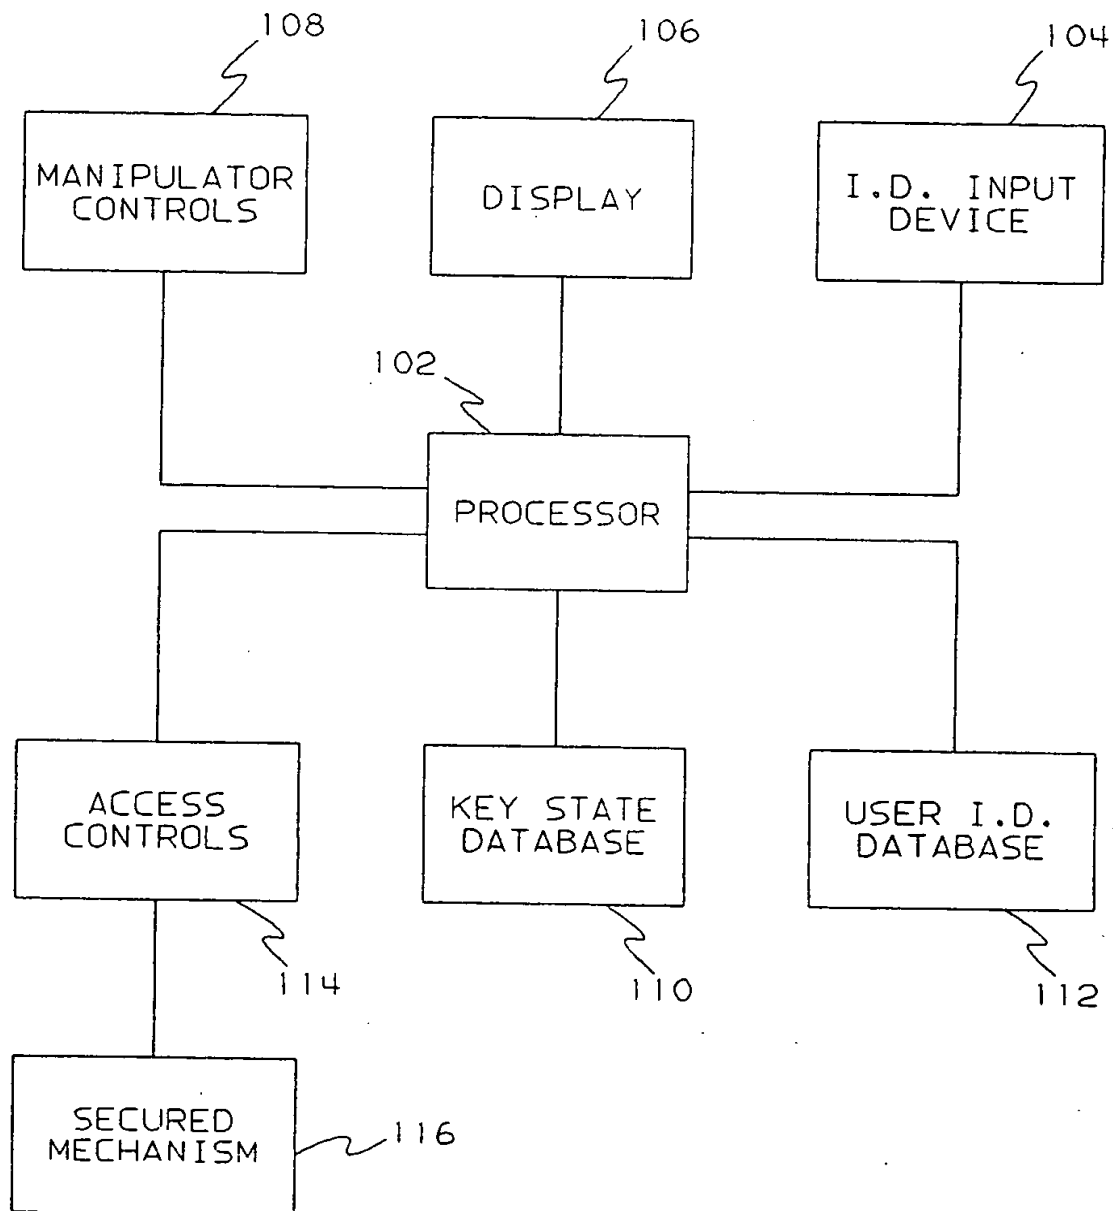 108
106
104
MANIPULATOR
CONTROLS
DISPLAY
I.D. INPUT
DEVICE
102
PROCESSOR
ACCESS
CONTROLS
KEY STATE
DATABASE
USER I.D.
DATABASE
114
110
112
SECURED
MECHANISM
116